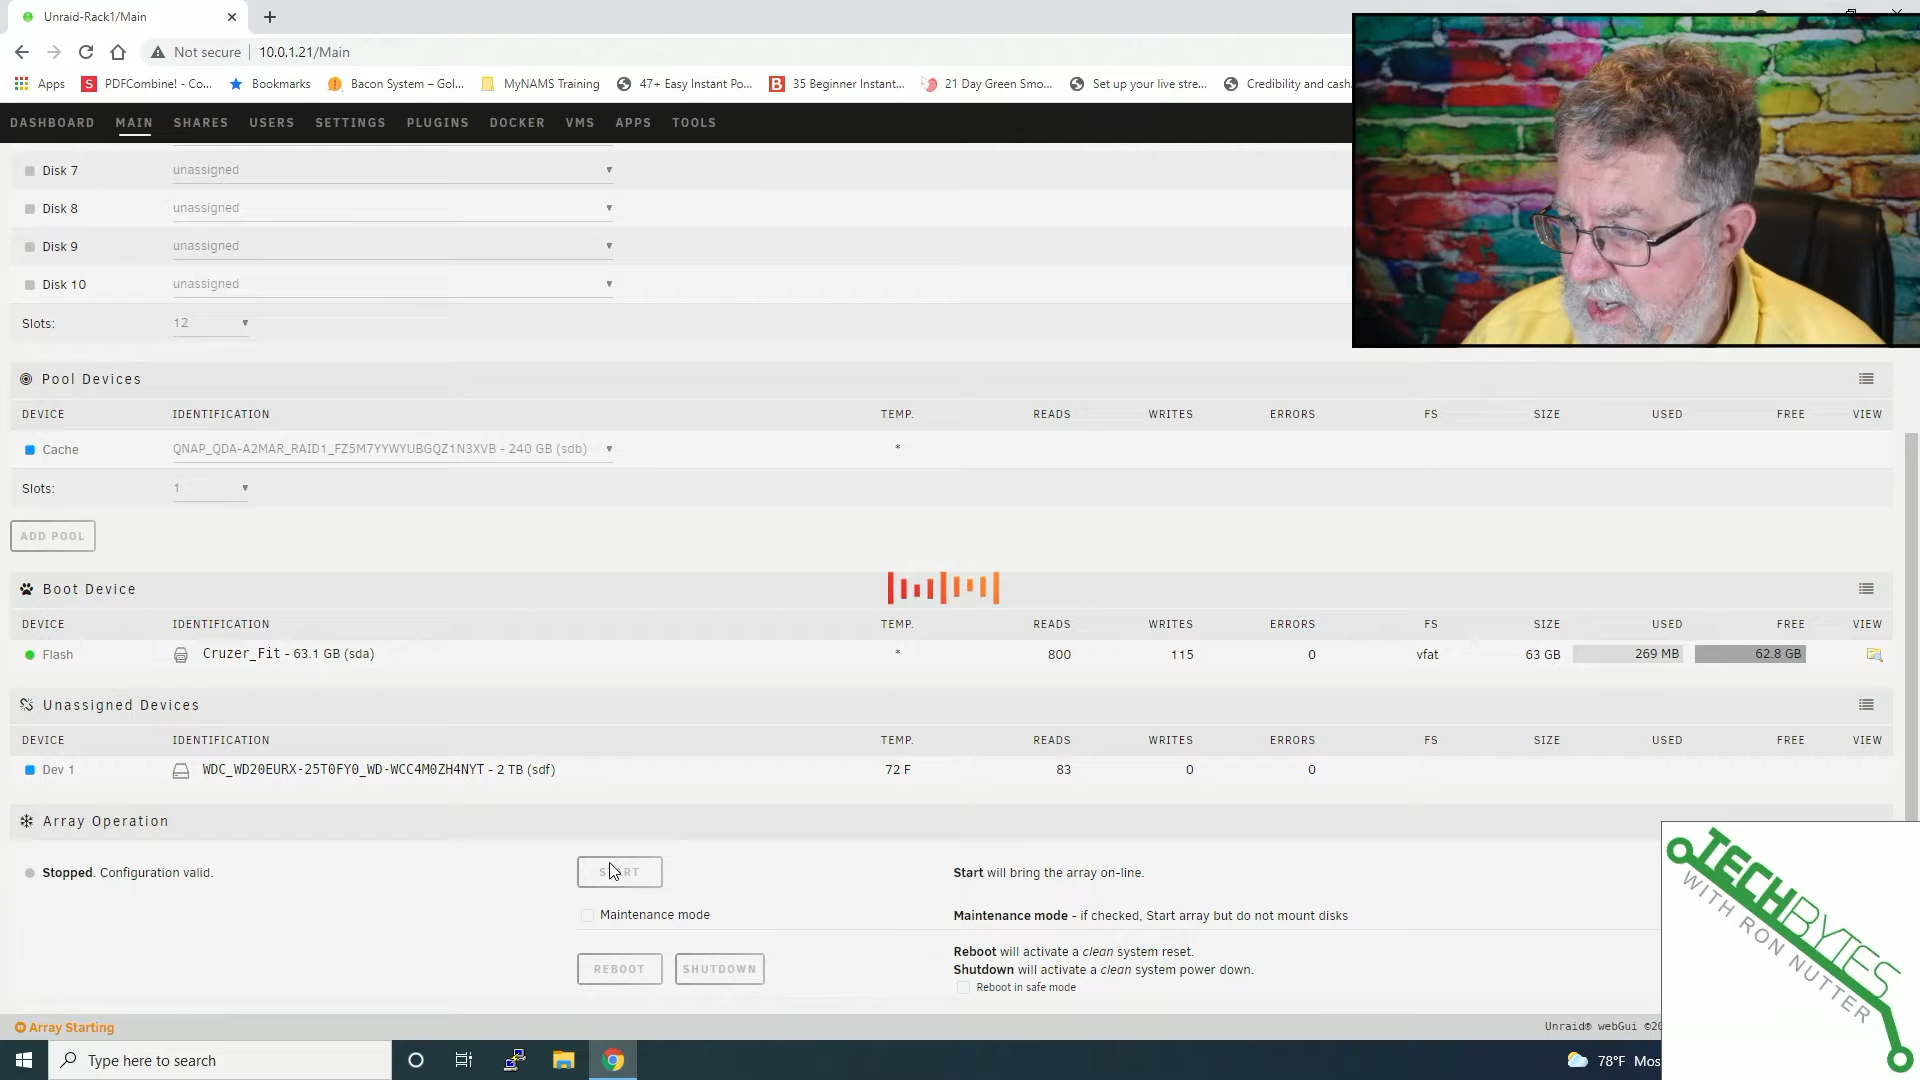 Unraid-Rack1/Main
Not secure 10.0.1.21/Main
Apps PDFCombine! - Co... Bookmarks Bacon System – Gol... MyNAMS Training 47+ Easy Instant Po... 35 Beginner Instant... 21 Day Green Smo... Set up your live stre... Credibility and cash
DASHBOARD MAIN SHARES USERS SETTINGS PLUGINS DOCKER VMS APPS TOOLS
Disk 7 unassigned
Disk 8 unassigned
Disk 9 unassigned
Disk 10 unassigned
Slots: 12
Pool Devices
DEVICE IDENTIFICATION TEMP. READS WRITES ERRORS FS SIZE USED FREE VIEW
Cache QNAP_QDA-A2MAR_RAID1_FZ5M7YYWYUBGQZ1N3XVB - 240 GB (sdb) *
Slots: 1
ADD POOL
Boot Device
DEVICE IDENTIFICATION TEMP. READS WRITES ERRORS FS SIZE USED FREE VIEW
Flash Cruzer_Fit - 63.1 GB (sda) * 800 115 0 vfat 63 GB 269 MB 62.8 GB
Unassigned Devices
DEVICE IDENTIFICATION TEMP. READS WRITES ERRORS FS SIZE USED FREE VIEW
Dev 1 WDC_WD20EURX-25T0FY0_WD-WCC4M0ZH4NYT - 2 TB (sdf) 72 F 83 0 0
Array Operation
Stopped. Configuration valid. START Start will bring the array on-line.
Maintenance mode Maintenance mode - if checked, Start array but do not mount disks
REBOOT SHUTDOWN Reboot will activate a clean system reset.
Shutdown will activate a clean system power down.
Reboot in safe mode
Array Starting Unraid® webGui ©20
Type here to search 78°F Mos
TECHBYTES
WITH RON NUTTER